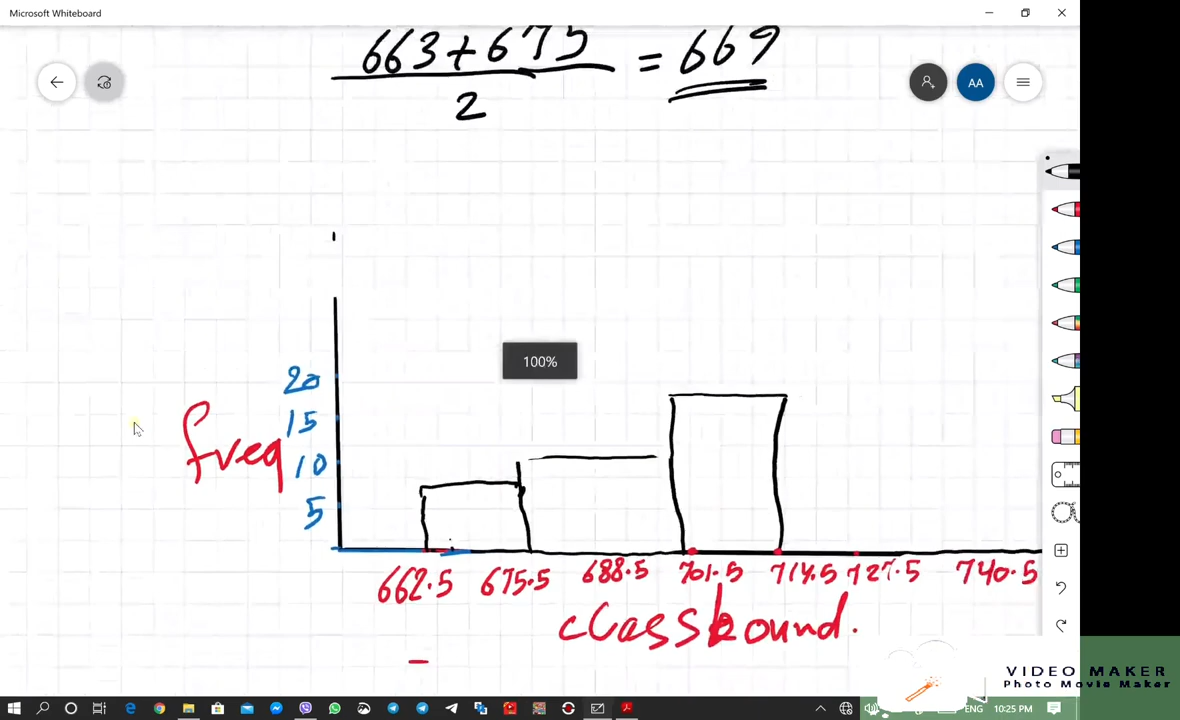 Microsoft Whiteboard
663+675
2
= 669
AA
100%
20
15
freq
10
5
662.5 675.5 688.5 701.5 714.5 727.5 740.5
class bound.
VIDEO MAKER
Photo Movie Maker
ENG
10:25 PM